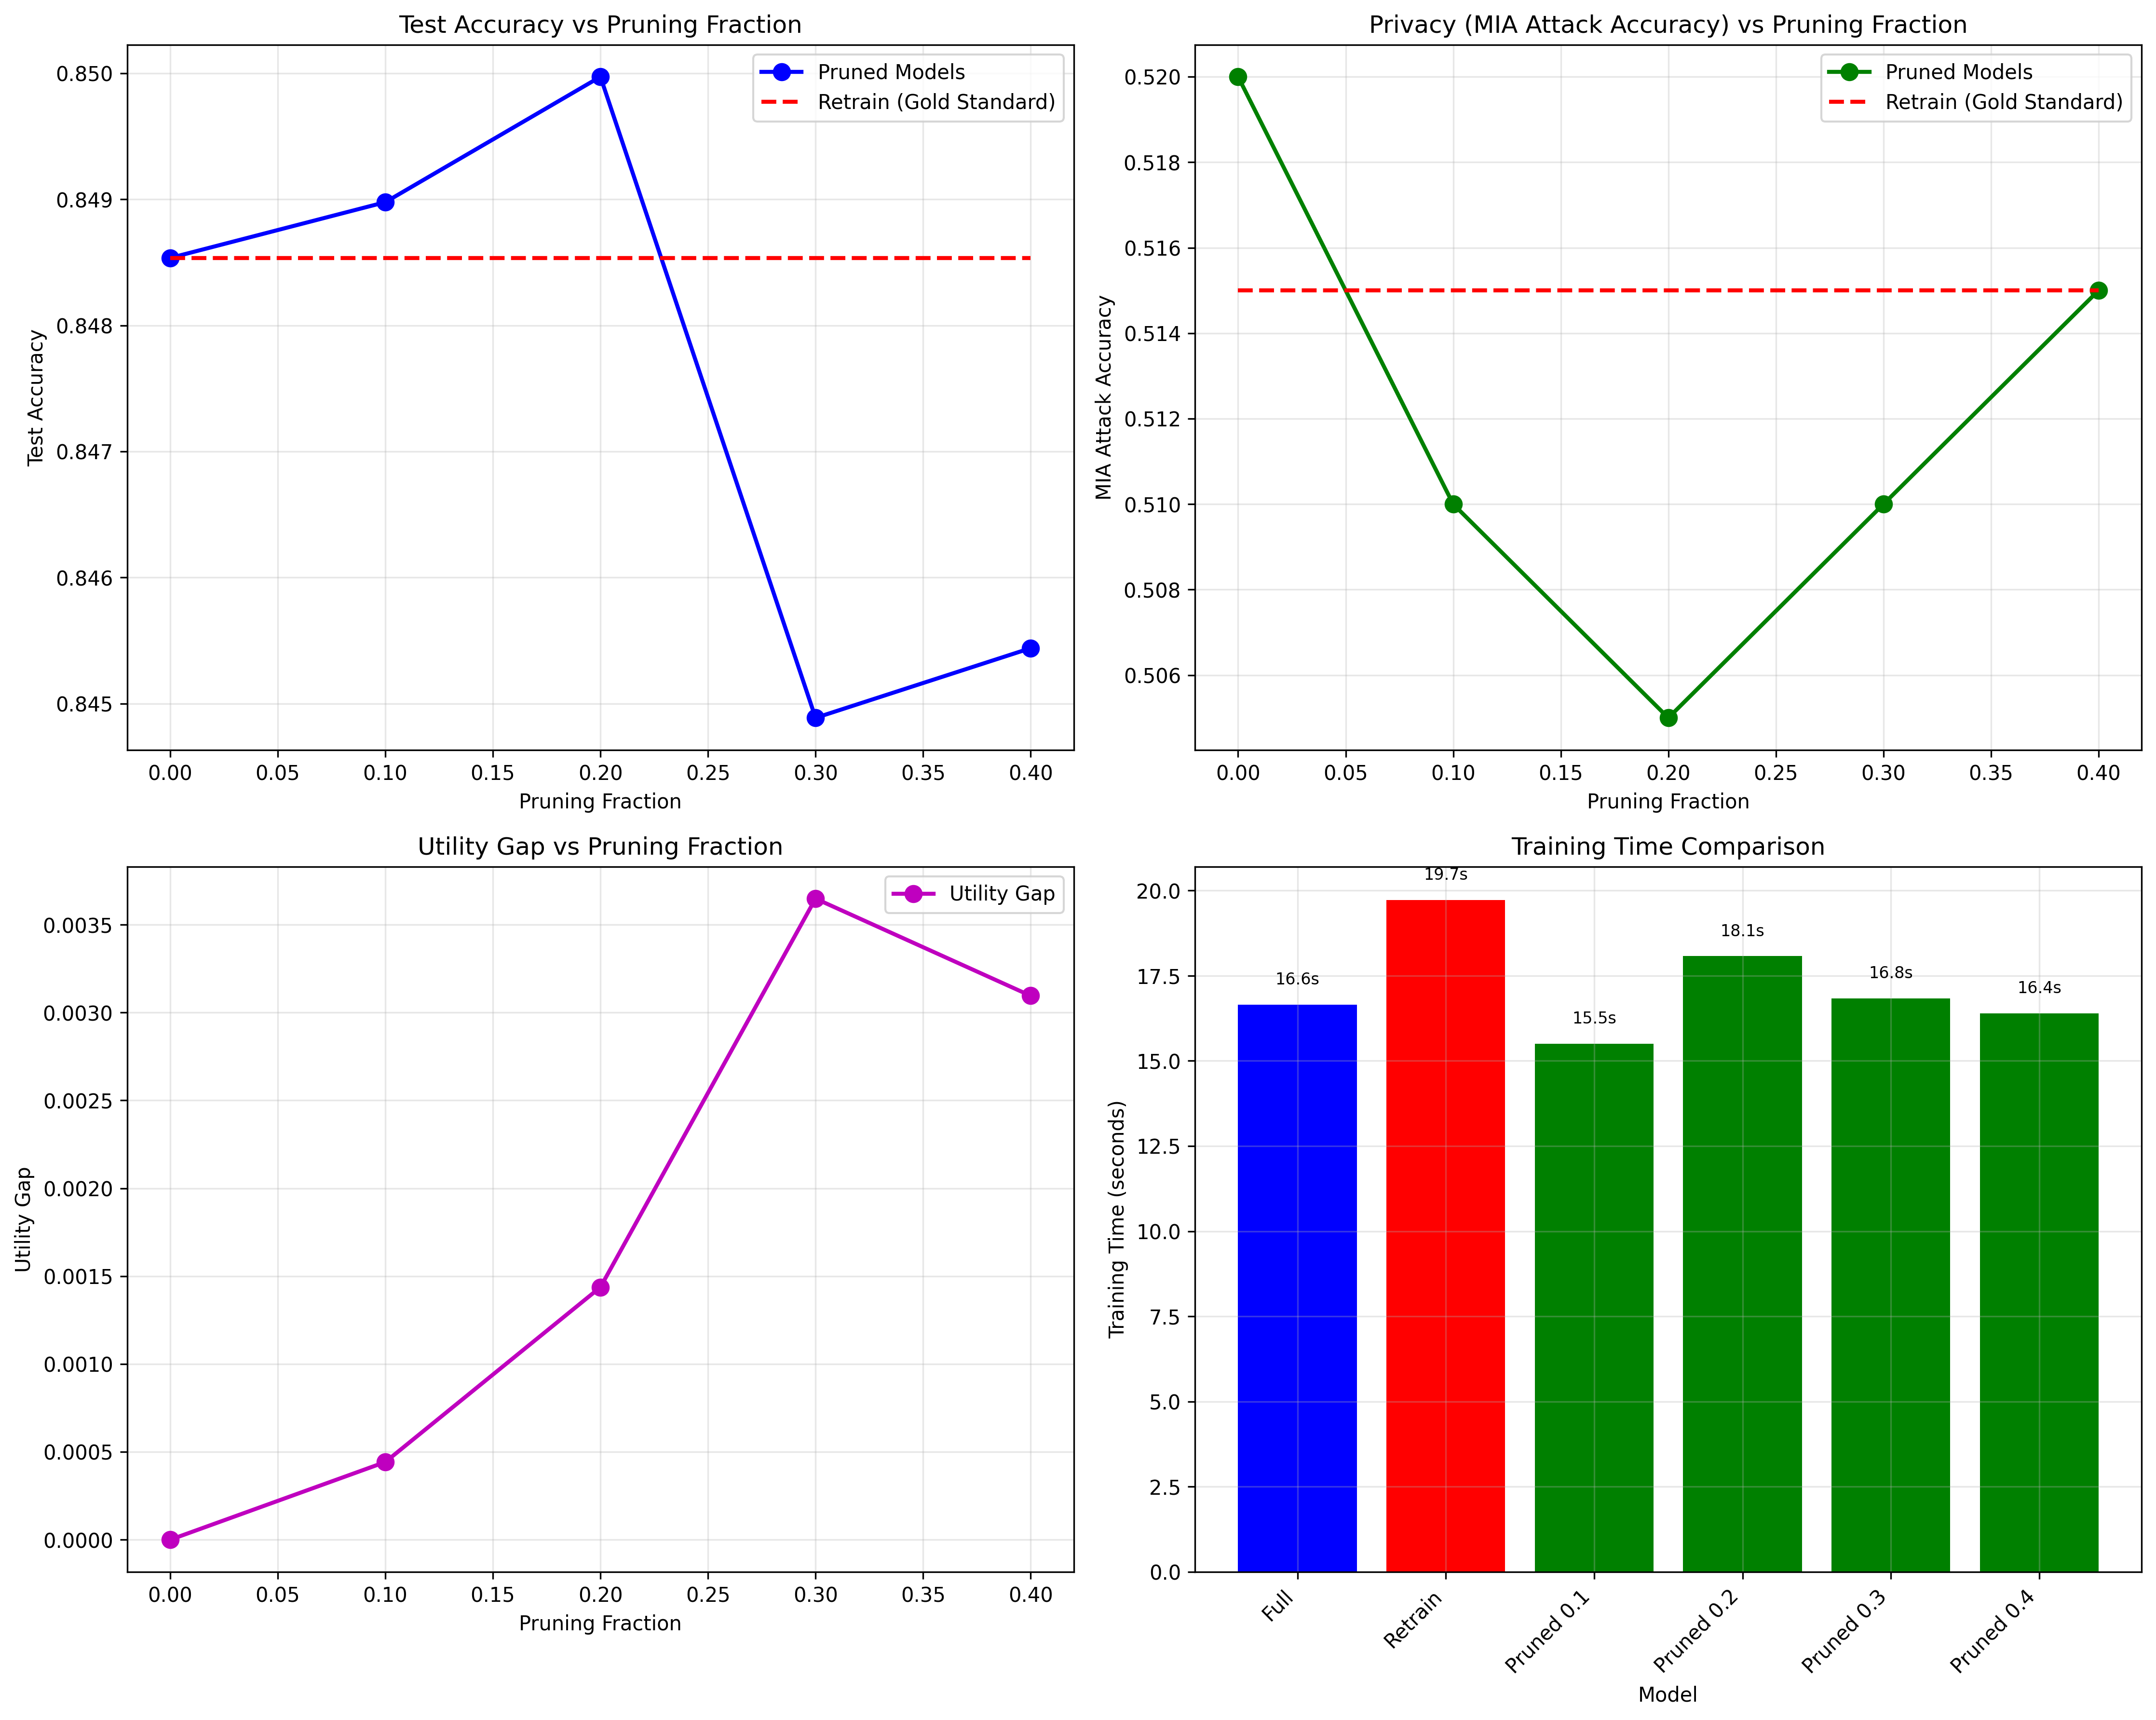 Test Accuracy vs Pruning Fraction
Pruned Models
Retrain (Gold Standard)
0.850
0.849
0.848
0.847
0.846
0.845
Test Accuracy
0.00 0.05 0.10 0.15 0.20 0.25 0.30 0.35 0.40
Pruning Fraction
Privacy (MIA Attack Accuracy) vs Pruning Fraction
Pruned Models
Retrain (Gold Standard)
0.520
0.518
0.516
0.514
0.512
0.510
0.508
0.506
MIA Attack Accuracy
0.00 0.05 0.10 0.15 0.20 0.25 0.30 0.35 0.40
Pruning Fraction
Utility Gap vs Pruning Fraction
Utility Gap
0.0035
0.0030
0.0025
0.0020
0.0015
0.0010
0.0005
0.0000
Utility Gap
0.00 0.05 0.10 0.15 0.20 0.25 0.30 0.35 0.40
Pruning Fraction
Training Time Comparison
20.0
17.5
15.0
12.5
10.0
7.5
5.0
2.5
0.0
Training Time (seconds)
16.6s
19.7s
15.5s
18.1s
16.8s
16.4s
Full
Retrain
Pruned 0.1
Pruned 0.2
Pruned 0.3
Pruned 0.4
Model